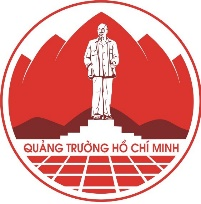 QUẢNG TRƯỜNG HỒ CHÍ MINH